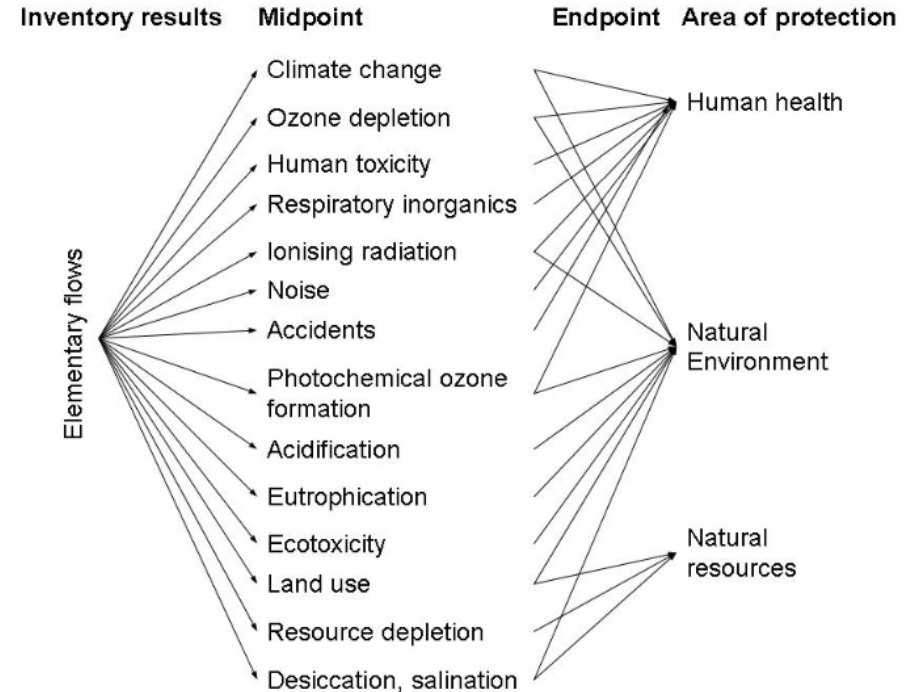 Inventory results Midpoint Endpoint Area of protection
Elementary flows
Climate change
Ozone depletion
Human toxicity
Respiratory inorganics
Ionising radiation
Noise
Accidents
Photochemical ozone
formation
Acidification
Eutrophication
Ecotoxicity
Land use
Resource depletion
Desiccation, salination
Human health
Natural
Environment
Natural
resources